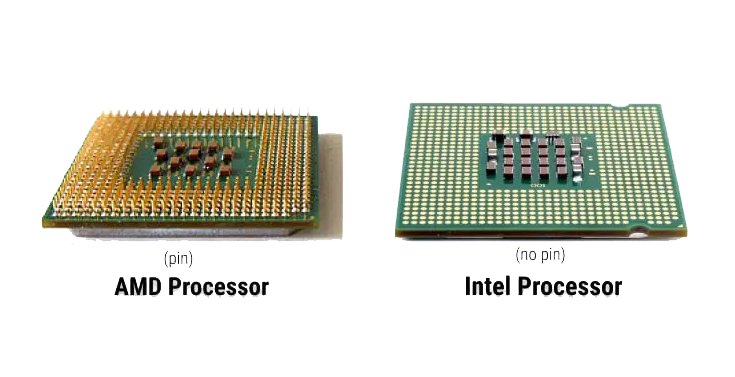 (pin)
AMD Processor
(no pin)
Intel Processor